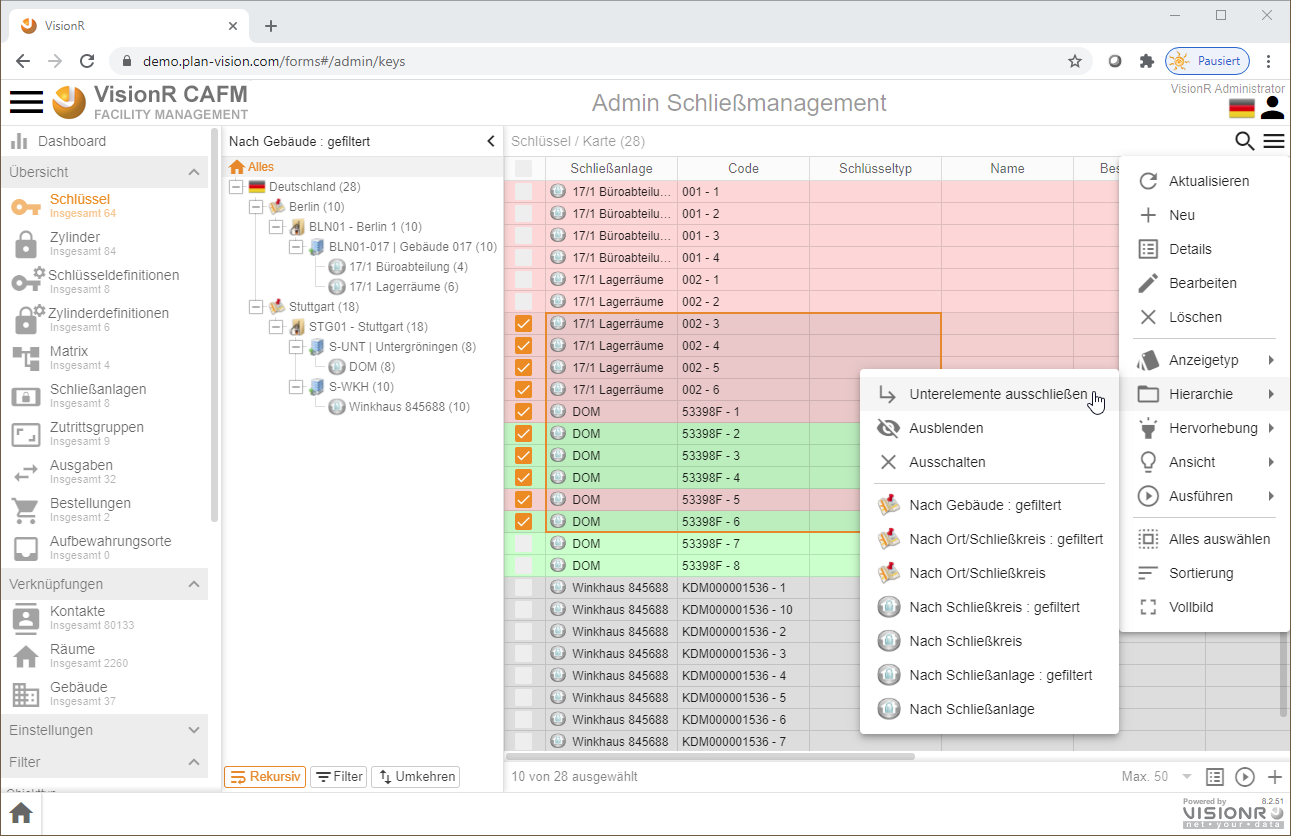 VisionR
demo.plan-vision.com/forms#/admin/keys
Pausiert
VisionR CAFM
FACILITY MANAGEMENT
Admin Schließmanagement
VisionR Administrator
Dashboard
Übersicht
Schlüssel
Insgesamt 64
Zylinder
Insgesamt 84
Schlüsseldefinitionen
Insgesamt 8
Zylinderdefinitionen
Insgesamt 6
Matrix
Insgesamt 4
Schließanlagen
Insgesamt 8
Zutrittsgruppen
Insgesamt 9
Ausgaben
Insgesamt 32
Bestellungen
Insgesamt 2
Aufbewahrungsorte
Insgesamt 0
Verknüpfungen
Kontakte
Insgesamt 80133
Räume
Insgesamt 2260
Gebäude
Insgesamt 37
Einstellungen
Filter
Nach Gebäude : gefiltert
Alles
Deutschland (28)
Berlin (10)
BLN01 - Berlin 1 (10)
BLN01-017 | Gebäude 017 (10)
17/1 Büroabteilung (4)
17/1 Lagerräume (6)
Stuttgart (18)
STG01 - Stuttgart (18)
S-UNT | Untergröningen (8)
DOM (8)
S-WKH (10)
Winkhaus 845688 (10)
Rekursiv Filter Umkehren
Schlüssel / Karte (28)
Schließanlage Code Schlüsseltyp Name Bes
17/1 Büroabteilu... 001 - 1
17/1 Büroabteilu... 001 - 2
17/1 Büroabteilu... 001 - 3
17/1 Büroabteilu... 001 - 4
17/1 Lagerräume 002 - 1
17/1 Lagerräume 002 - 2
17/1 Lagerräume 002 - 3
17/1 Lagerräume 002 - 4
17/1 Lagerräume 002 - 5
17/1 Lagerräume 002 - 6
DOM 53398F - 1
DOM 53398F - 2
DOM 53398F - 3
DOM 53398F - 4
DOM 53398F - 5
DOM 53398F - 6
DOM 53398F - 7
DOM 53398F - 8
Winkhaus 845688 KDM000001536 - 1
Winkhaus 845688 KDM000001536 - 10
Winkhaus 845688 KDM000001536 - 2
Winkhaus 845688 KDM000001536 - 3
Winkhaus 845688 KDM000001536 - 4
Winkhaus 845688 KDM000001536 - 5
Winkhaus 845688 KDM000001536 - 6
Winkhaus 845688 KDM000001536 - 7
10 von 28 ausgewählt
Max. 50
Unterelemente ausschließen
Ausblenden
Ausschalten
Nach Gebäude : gefiltert
Nach Ort/Schließkreis : gefiltert
Nach Ort/Schließkreis
Nach Schließkreis : gefiltert
Nach Schließkreis
Nach Schließanlage : gefiltert
Nach Schließanlage
Aktualisieren
Neu
Details
Bearbeiten
Löschen
Anzeigetyp
Hierarchie
Hervorhebung
Ansicht
Ausführen
Alles auswählen
Sortierung
Vollbild
Powered by 8.2.51
VISIONR
net • your • data